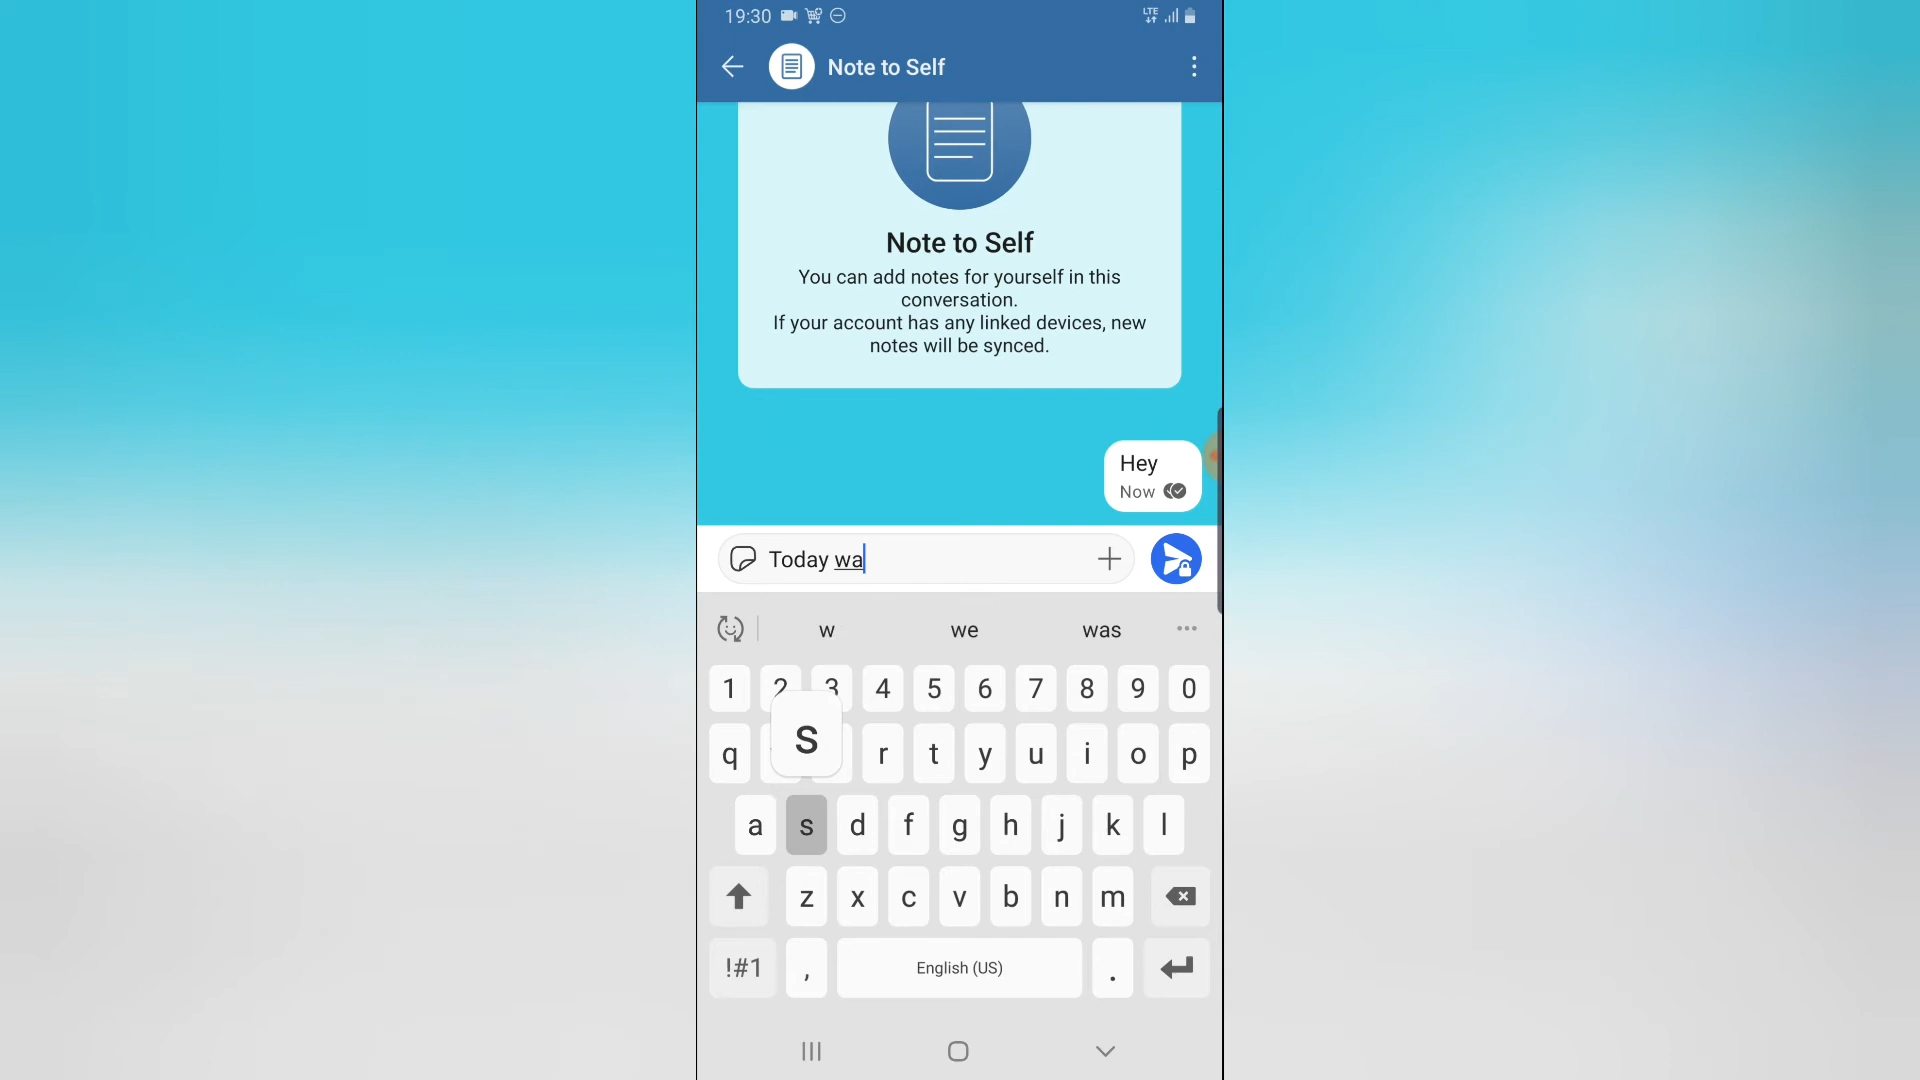 19:30
LTE
Note to Self
Note to Self
You can add notes for yourself in this
conversation.
If your account has any linked devices, new
notes will be synced.
Hey
Now
Today wa
w we was
1 2 3 4 5 6 7 8 9 0
s
q r t y u i o p
a s d f g h j k l
z x c v b n m
!#1 , English (US) .